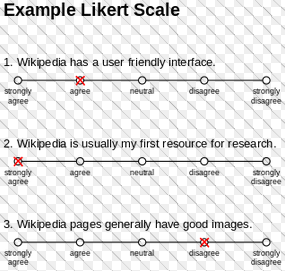 Example Likert Scale
1. Wikipedia has a user friendly interface.
strongly agree neutral disagree strongly
agree disagree
2. Wikipedia is usually my first resource for research.
strongly agree neutral disagree strongly
agree disagree
3. Wikipedia pages generally have good images.
strongly agree neutral disagree strongly
agree disagree